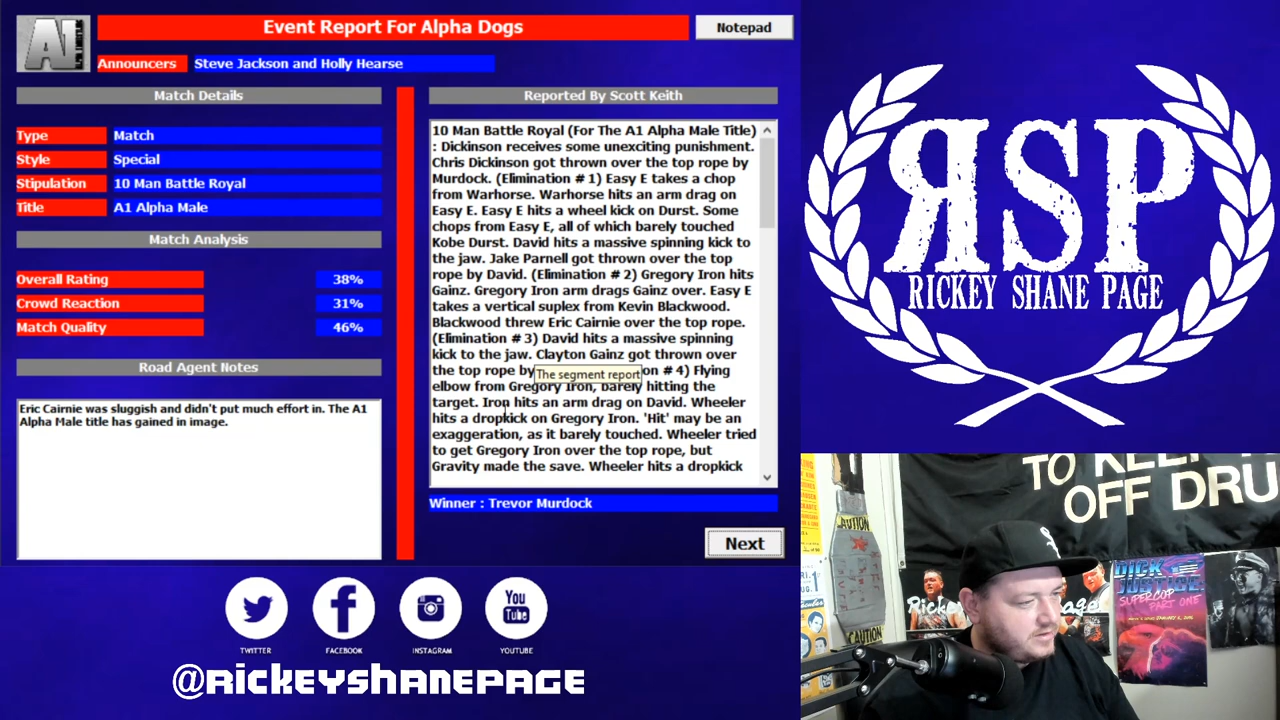 A1
Event Report For Alpha Dogs
Notepad
Announcers
Steve Jackson and Holly Hearse
Match Details
Type
Match
Style
Special
Stipulation
10 Man Battle Royal
Title
A1 Alpha Male
Match Analysis
Overall Rating
38%
Crowd Reaction
31%
Match Quality
46%
Road Agent Notes
Eric Cairnie was sluggish and didn't put much effort in. The A1
Alpha Male title has gained in image.
Reported By Scott Keith
10 Man Battle Royal (For The A1 Alpha Male Title)
: Dickinson receives some unexciting punishment.
Chris Dickinson got thrown over the top rope by
Murdock. (Elimination # 1) Easy E takes a chop
from Warhorse. Warhorse hits an arm drag on
Easy E. Easy E hits a wheel kick on Durst. Some
chops from Easy E, all of which barely touched
Kobe Durst. David hits a massive spinning kick to
the jaw. Jake Parnell got thrown over the top
rope by David. (Elimination # 2) Gregory Iron hits
Gainz. Gregory Iron arm drags Gainz over. Easy E
takes a vertical suplex from Kevin Blackwood.
Blackwood threw Eric Cairnie over the top rope.
(Elimination # 3) David hits a massive spinning
kick to the jaw. Clayton Gainz got thrown over
the top rope by
on # 4) Flying
The segment report
elbow from Gregory Iron, barely hitting the
target. Iron hits an arm drag on David. Wheeler
hits a dropkick on Gregory Iron. 'Hit' may be an
exaggeration, as it barely touched. Wheeler tried
to get Gregory Iron over the top rope, but
Gravity made the save. Wheeler hits a dropkick
Winner : Trevor Murdock
Next
TWITTER
FACEBOOK
INSTAGRAM
You
Tube
YOUTUBE
@RICKEYSHANEPAGE
RSP
RICKEY SHANE PAGE
TO KEE
OFF DRU
CAUTION
CAUTION
DICK
JUSTICE
SUPERCOP
PART ONE
Ricke
age